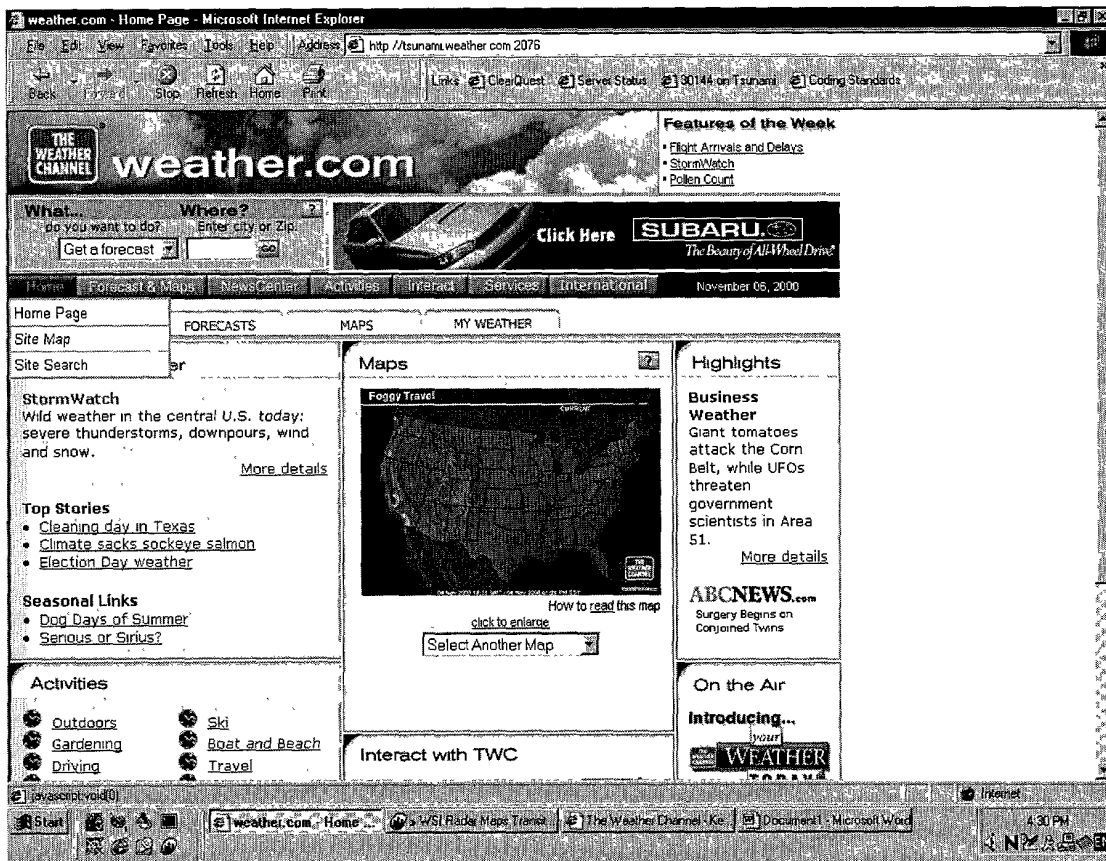 weather.com - Home Page - Microsoft Internet Explorer
File Edit View Favorites Tools Help Address http //tsunami.weather com 2076
Back Forward Stop Refresh Home Print Links ClearQuest Server Status 30144 on Tsunami Coding Standards
THE WEATHER CHANNEL
weather.com
Features of the Week
Flight Arrivals and Delays
StormWatch
Pollen Count
What... Where? ?
do you want to do? Enter city or Zip.
Get a forecast GO
Click Here SUBARU.
The Beauty of All-Wheel Drive
Home Forecast & Maps NewsCenter Activities Interact Services International November 06, 2000
Home Page
Site Map
Site Search
FORECASTS MAPS MY WEATHER
er
StormWatch
Wild weather in the central U.S. today:
severe thunderstorms, downpours, wind
and snow.
More details
Top Stories
Cleaning day in Texas
Climate sacks sockeye salmon
Election Day weather
Seasonal Links
Dog Days of Summer
Serious or Sirius?
Activities
Outdoors Ski
Gardening Boat and Beach
Driving Travel
Maps ?
Foggy Travel
THE WEATHER CHANNEL
How to read this map
click to enlarge
Select Another Map
Interact with TWC
Highlights
Business
Weather
Giant tomatoes
attack the Corn
Belt, while UFOs
threaten
government
scientists in Area
51.
More details
ABCNEWS.com
Surgery Begins on
Conjoined Twins
On the Air
Introducing...
your
WEATHER
TODAY
javascript:void(0) Internet
Start weather.com - Home ... WSI Radar Maps Transit The Weather Channel - Ke Document1 - Microsoft Word 4:30 PM